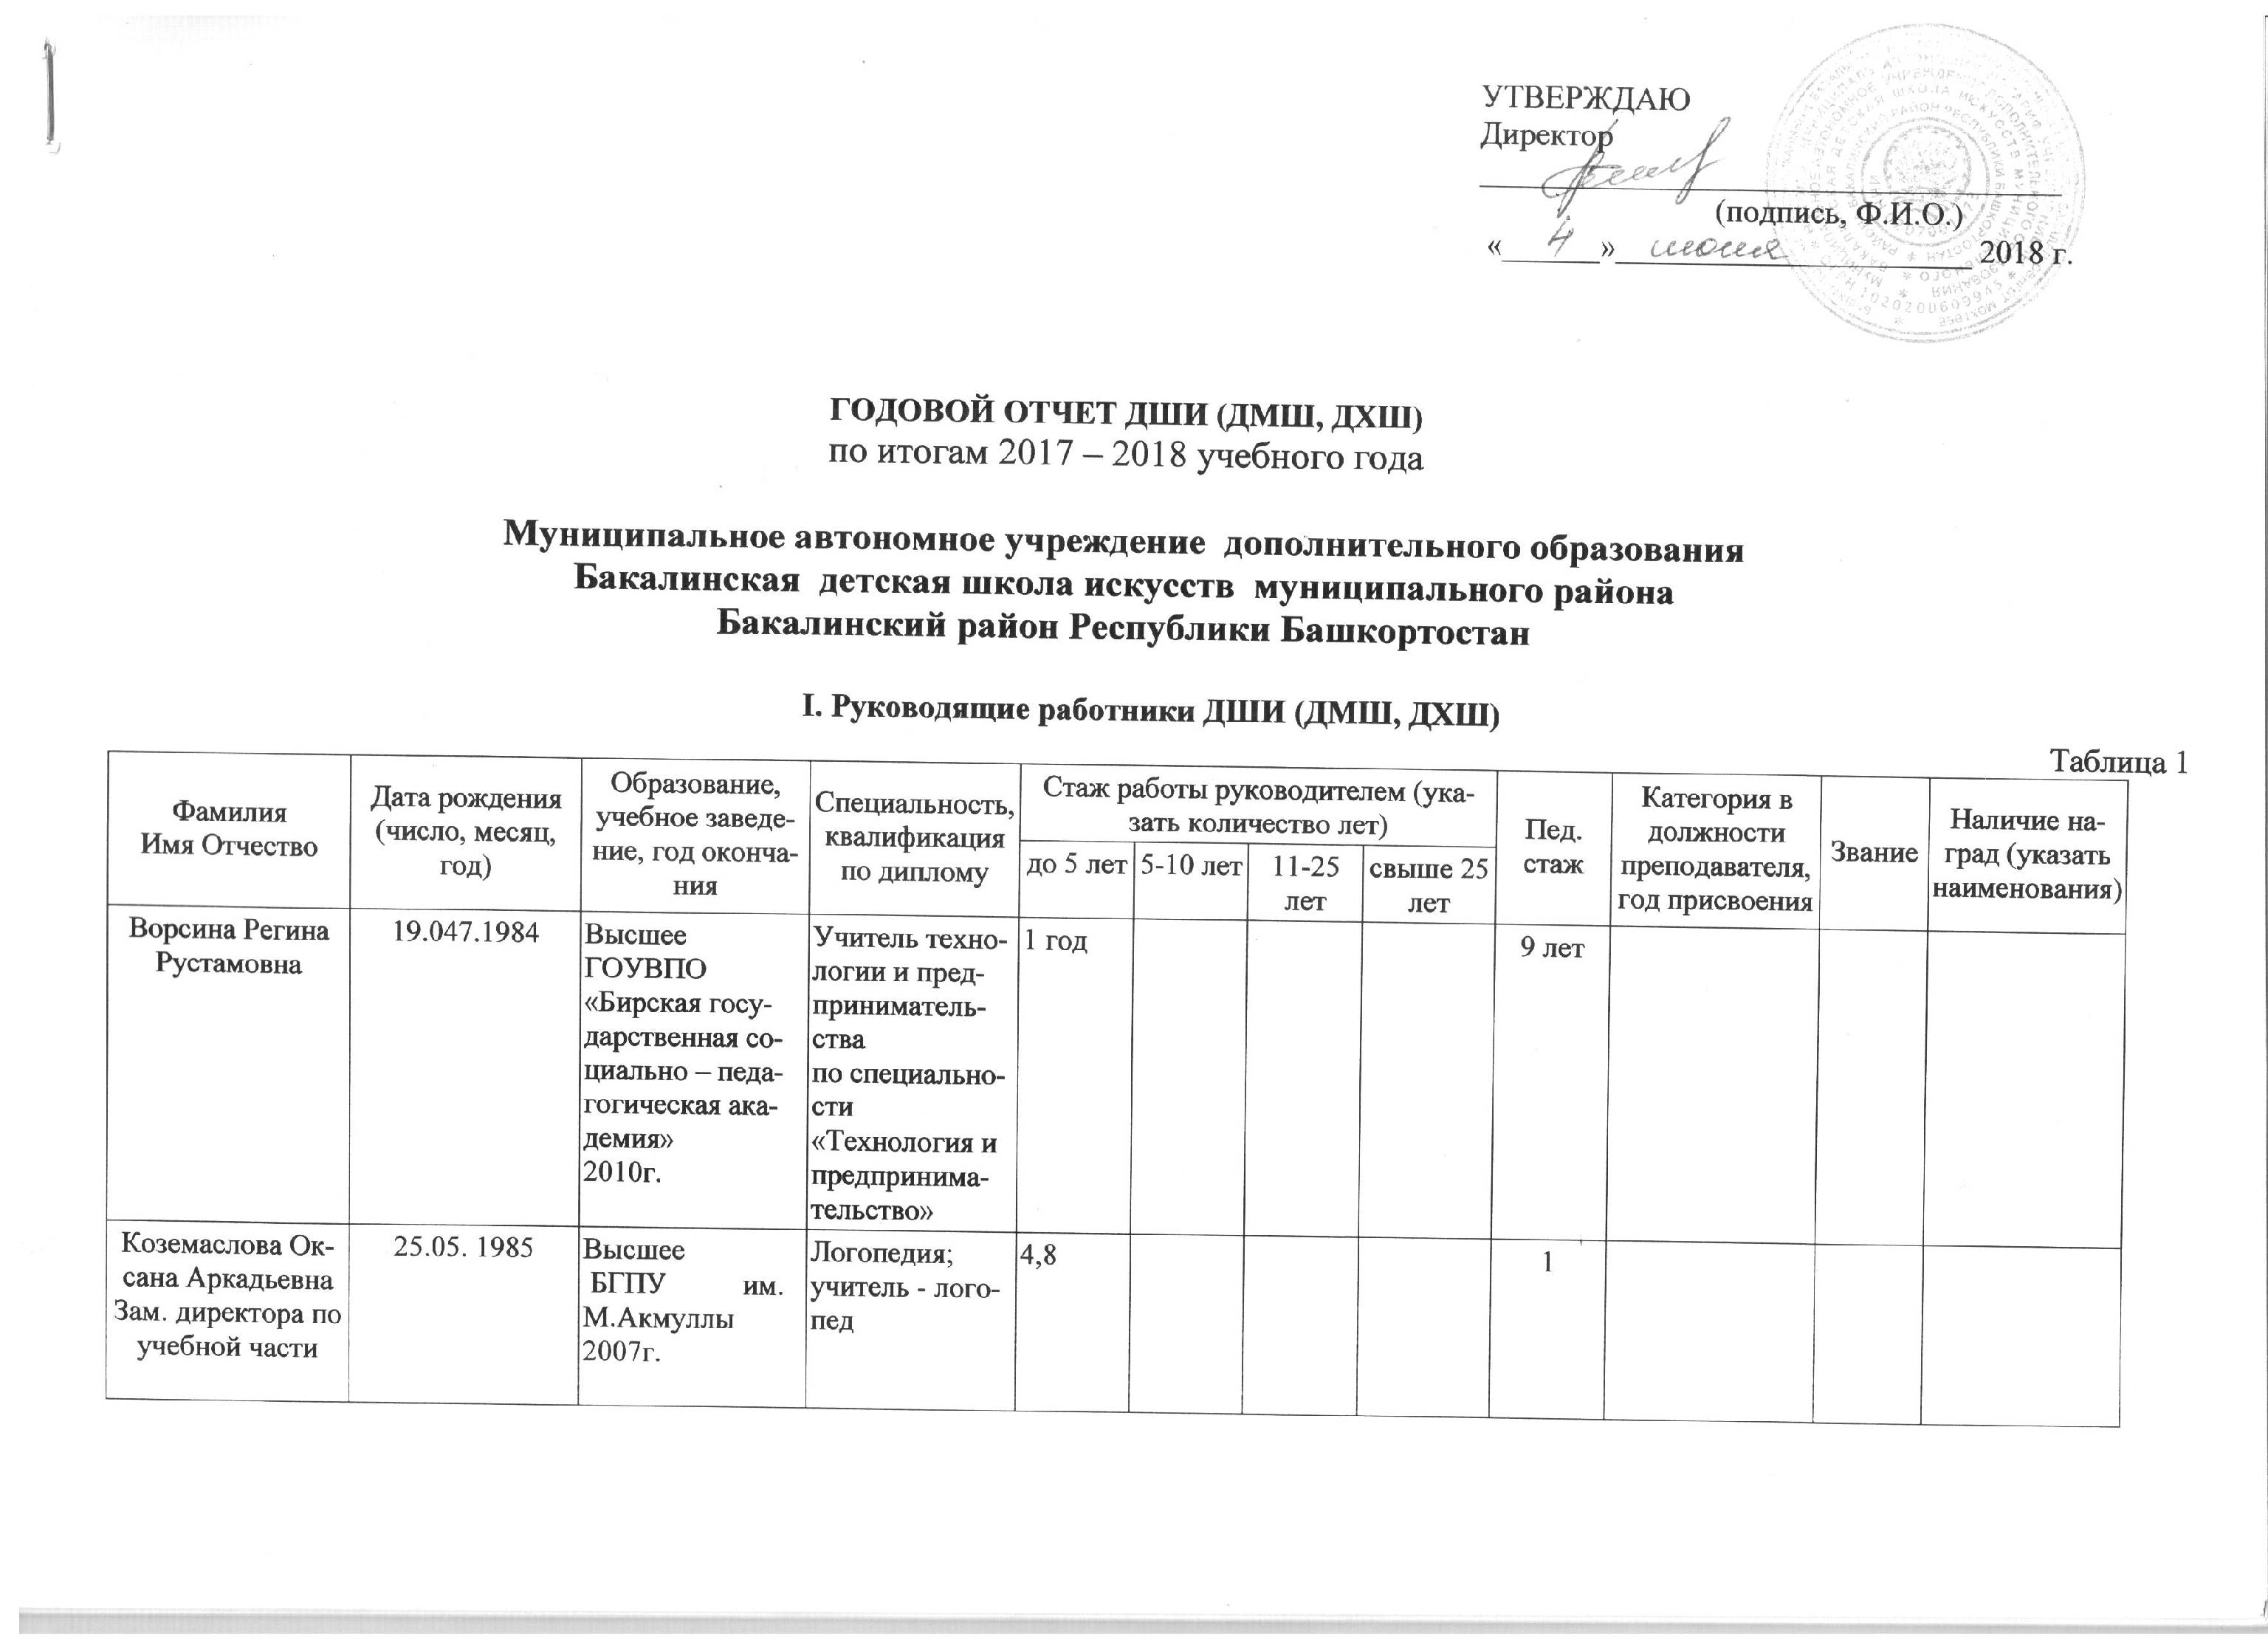 УТВЕРЖДАЮ
Директор
(подпись, Ф.И.О.)
« 4 » июня 2018 г.
ГОДОВОЙ ОТЧЕТ ДШИ (ДМШ, ДХШ)
по итогам 2017 – 2018 учебного года
Муниципальное автономное учреждение дополнительного образования
Бакалинская детская школа искусств муниципального района
Бакалинский район Республики Башкортостан
I. Руководящие работники ДШИ (ДМШ, ДХШ)
Таблица 1
Фамилия
Имя Отчество
Дата рождения
(число, месяц,
год)
Образование,
учебное заведе-
ние, год оконча-
ния
Специальность,
квалификация
по диплому
Стаж работы руководителем (ука-
зать количество лет)
до 5 лет
5-10 лет
11-25
лет
свыше 25
лет
Пед.
стаж
Категория в
должности
преподавателя,
год присвоения
Звание
Наличие на-
град (указать
наименования)
Ворсина Регина
Рустамовна
19.047.1984
Высшее
ГОУВПО
«Бирская госу-
дарственная со-
циально – педа-
гогическая ака-
демия»
2010г.
Учитель техно-
логии и пред-
приниматель-
ства
по специально-
сти
«Технология и
предпринима-
тельство»
1 год
9 лет
Коземаслова Ок-
сана Аркадьевна
Зам. директора по
учебной части
25.05. 1985
Высшее
БГПУ им.
М.Акмуллы
2007г.
Логопедия;
учитель - лого-
пед
4,8
1